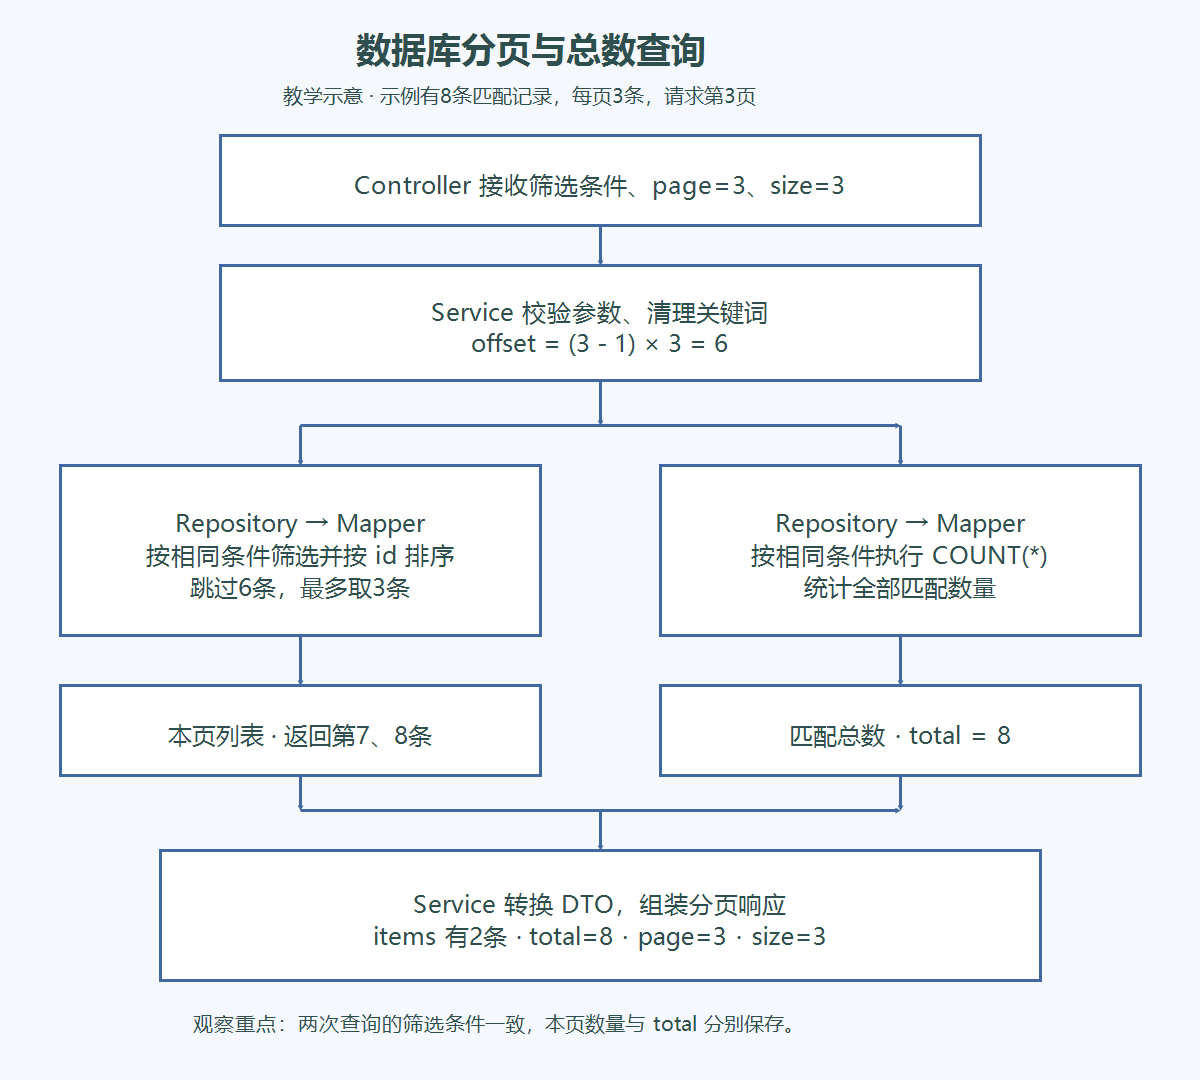 数据库分页与总数查询
教学示意 · 示例有8条匹配记录，每页3条，请求第3页
Controller 接收筛选条件、page=3、size=3
Service 校验参数、清理关键词
offset = (3 - 1) × 3 = 6
Repository → Mapper
按相同条件筛选并按 id 排序
跳过6条，最多取3条
Repository → Mapper
按相同条件执行 COUNT(*)
统计全部匹配数量
本页列表 · 返回第7、8条
匹配总数 · total = 8
Service 转换 DTO，组装分页响应
items 有2条 · total=8 · page=3 · size=3
观察重点：两次查询的筛选条件一致，本页数量与 total 分别保存。